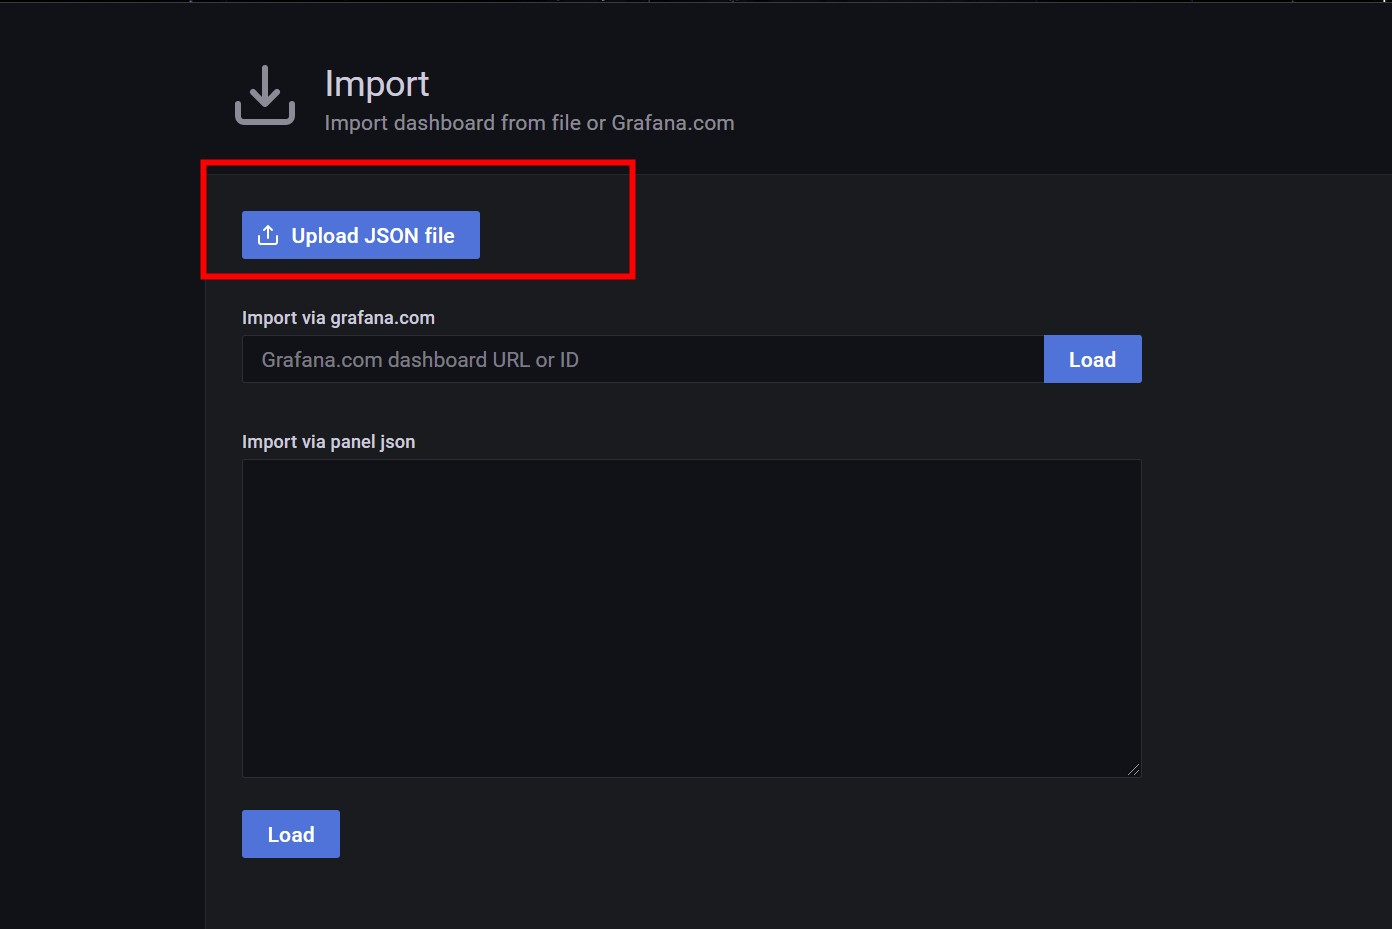 Import
Import dashboard from file or Grafana.com
Upload JSON file
Import via grafana.com
Grafana.com dashboard URL or ID
Load
Import via panel json
Load